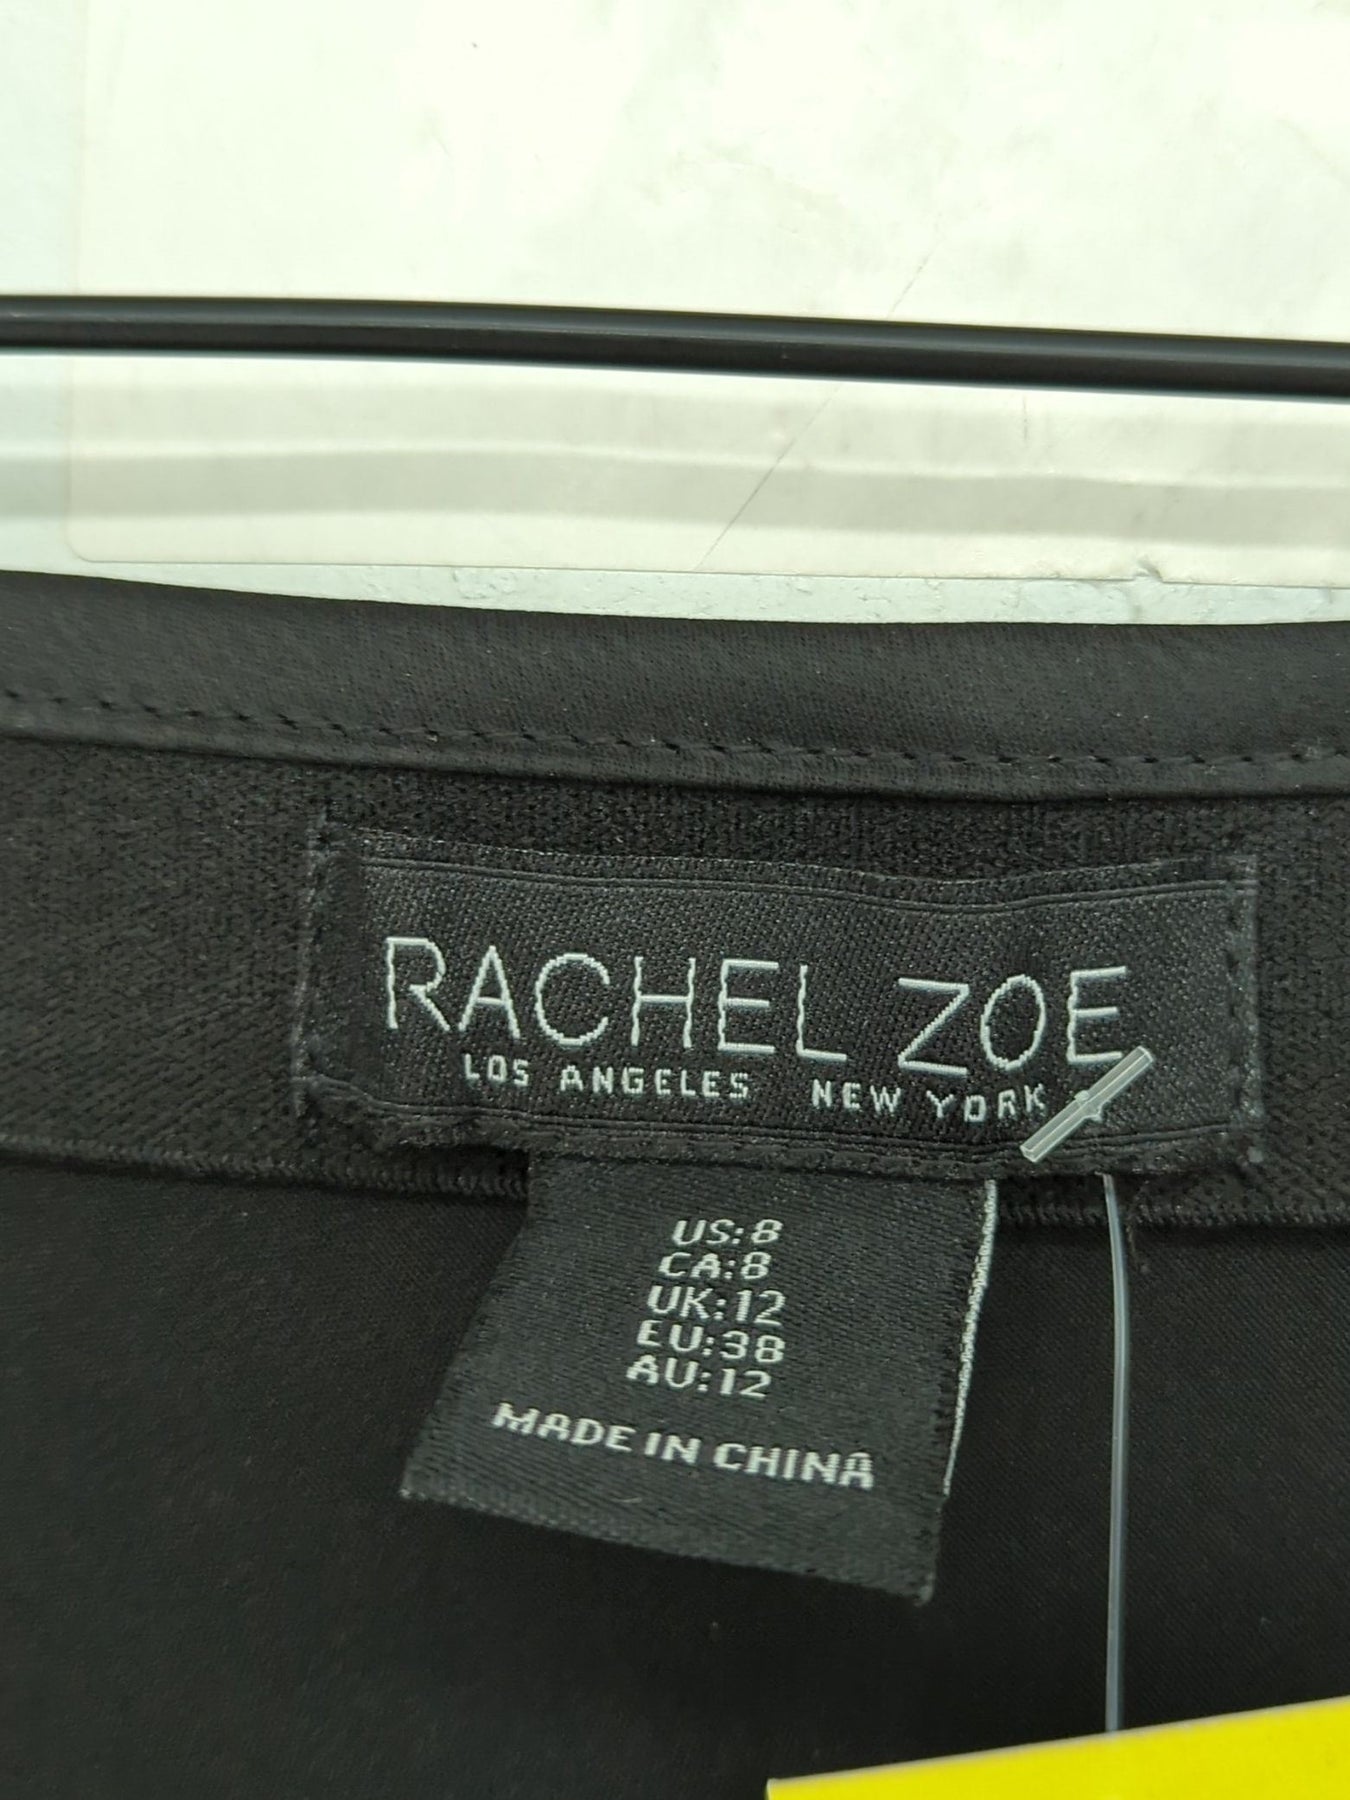 RACHEL ZOE
LOS ANGELES NEW YORK
US:8
CA:8
UK:12
EU:38
AU:12
MADE IN CHINA